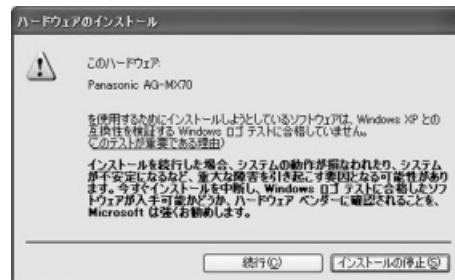 ハードウェアのインストール
このハードウェア:
Panasonic AG-MX70
を使用するためにインストールしようとしているソフトウェアは、Windows XP との
互換性を検証する Windows ロゴ テストに合格していません。
(このテストが重要である理由)
インストールを続行した場合、システムの動作が損なわれたり、システム
が不安定になるなど、重大な障害を引き起こす要因となる可能性があり
ます。今すぐインストールを中断し、Windows ロゴ テストに合格したソフ
トウェアが入手可能かどうか、ハードウェア ベンダーに確認されることを、
Microsoft は強くお勧めします。
続行(C)
インストールの停止(S)